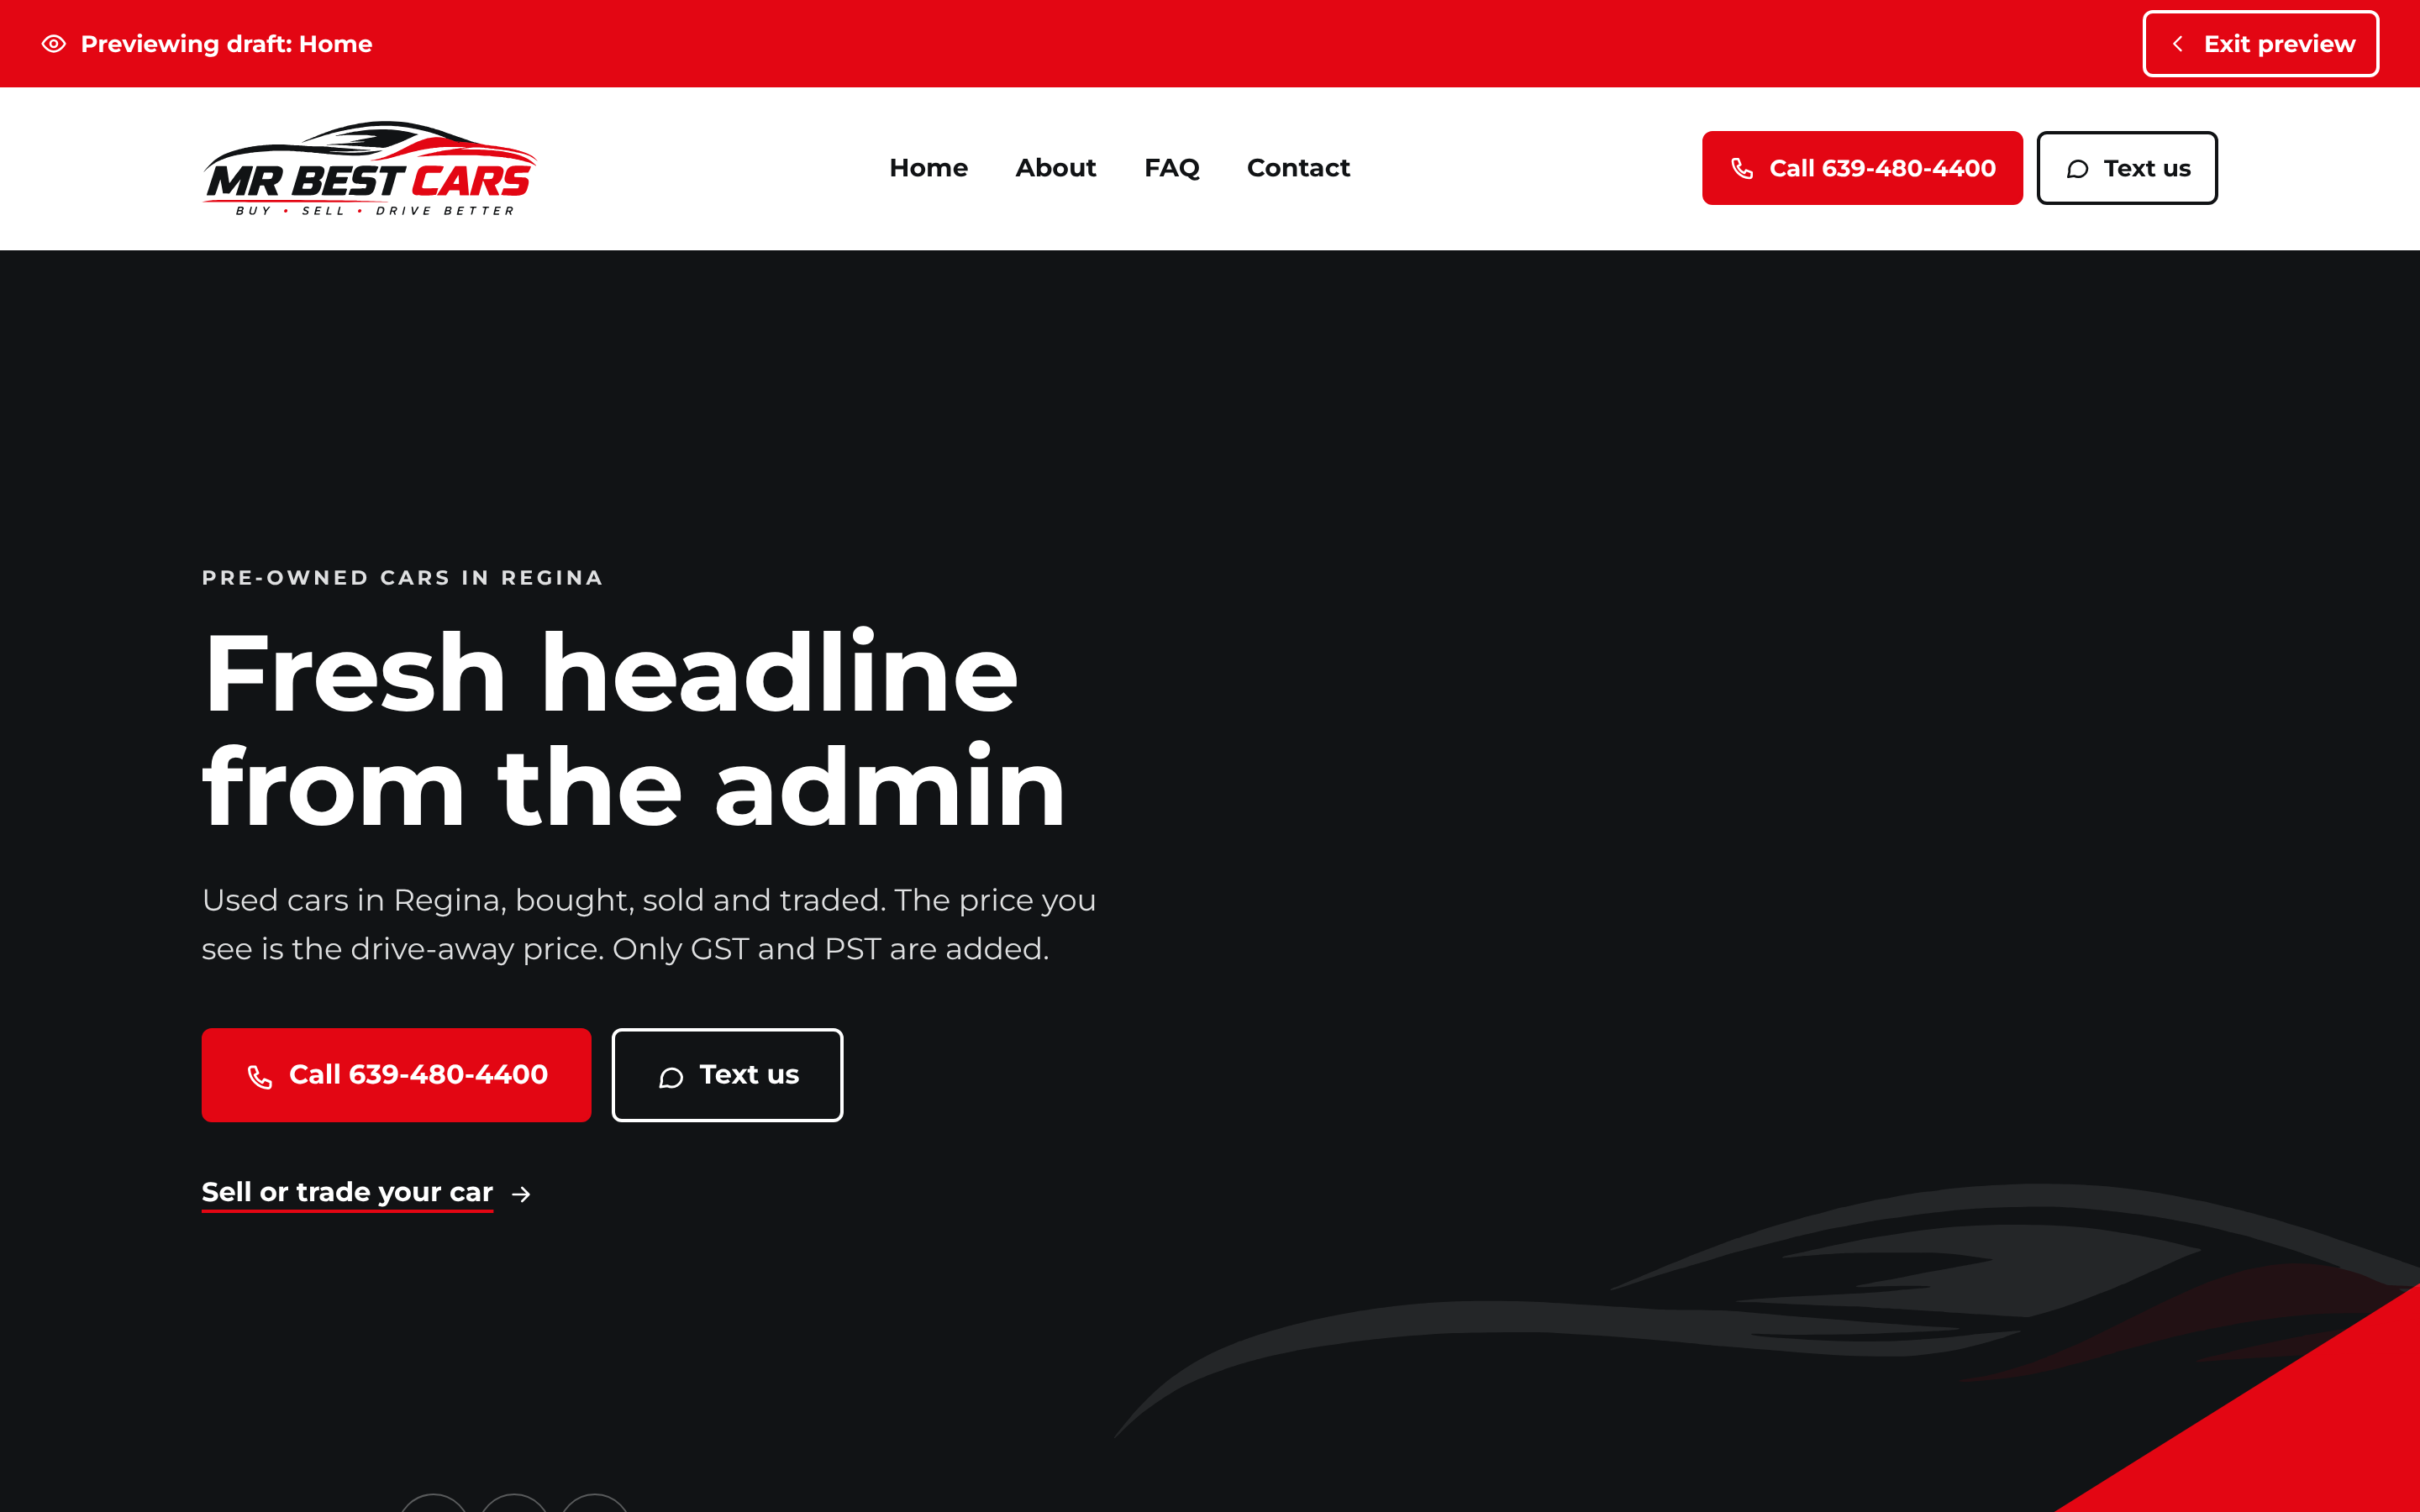 Previewing draft: Home
Exit preview
MR BEST CARS
BUY • SELL • DRIVE BETTER
Home
About
FAQ
Contact
Call 639-480-4400
Text us
PRE-OWNED CARS IN REGINA
Fresh headline
from the admin
Used cars in Regina, bought, sold and traded. The price you
see is the drive-away price. Only GST and PST are added.
Call 639-480-4400
Text us
Sell or trade your car